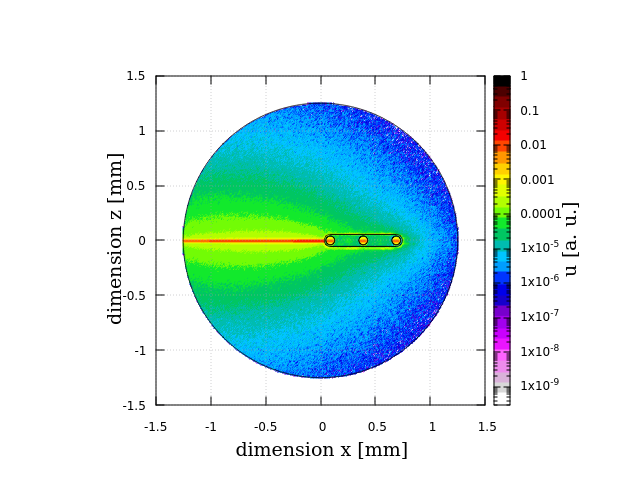 1.5
1
0.5
0
-0.5
-1
-1.5
dimension z [mm]
-1.5
-1
-0.5
0
0.5
1
1.5
dimension x [mm]
1
0.1
0.01
0.001
0.0001
1x10⁻⁵
1x10⁻⁶
1x10⁻⁷
1x10⁻⁸
1x10⁻⁹
u [a. u.]